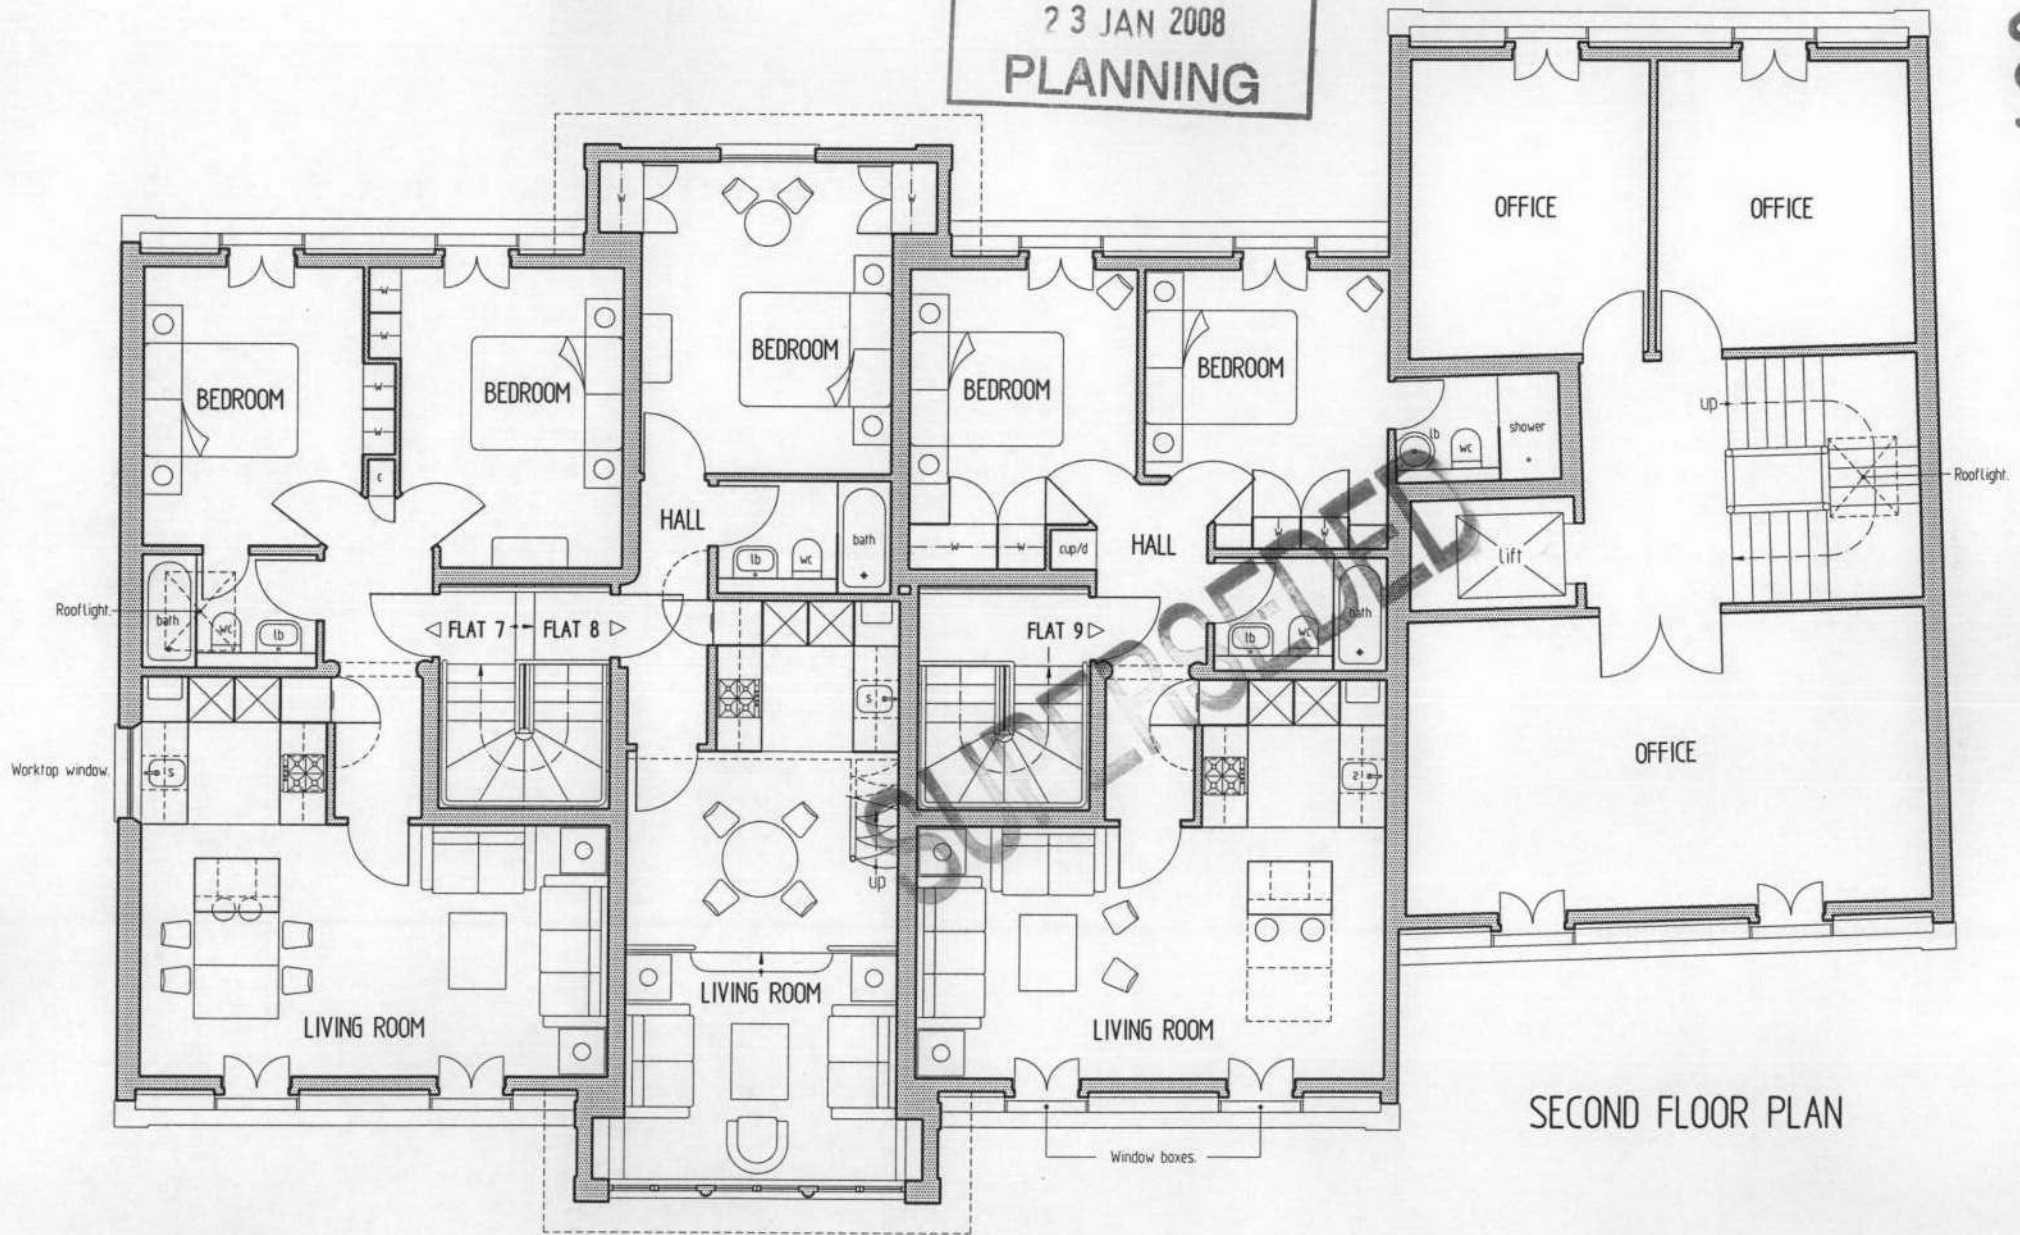 23 JAN 2008
PLANNING
OFFICE
OFFICE
W
W
BEDROOM
BEDROOM
W
W
W
W
C
BEDROOM
BEDROOM
BEDROOM
up
lb
wc
shower
Rooflight.
HALL
lb
wc
bath
W
W
cup/d
HALL
W
W
lift
Rooflight.
bath
wc
lb
FLAT 7
FLAT 8
FLAT 9
lb
wc
bath
SUPERSEDED
Worktop window.
S
S
S
OFFICE
up
LIVING ROOM
LIVING ROOM
LIVING ROOM
SECOND FLOOR PLAN
Window boxes.